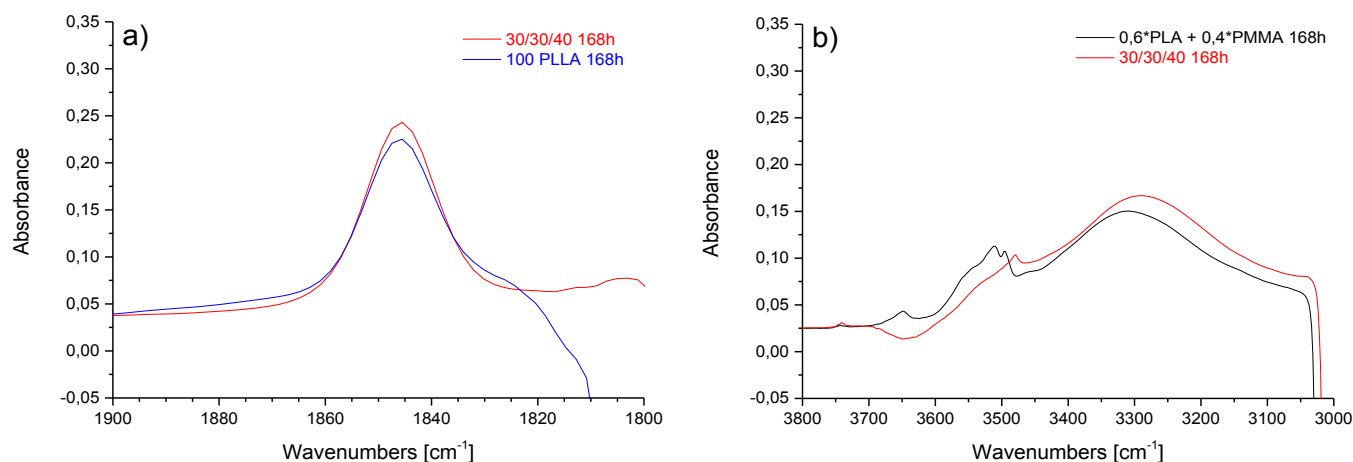 a)
30/30/40 168h
100 PLLA 168h
0,35
0,30
0,25
0,20
0,15
0,10
0,05
0,00
-0,05
Absorbance
1900 1880 1860 1840 1820 1800
Wavenumbers [cm-1]
b)
0,6*PLA + 0,4*PMMA 168h
30/30/40 168h
0,35
0,30
0,25
0,20
0,15
0,10
0,05
0,00
-0,05
Absorbance
3800 3700 3600 3500 3400 3300 3200 3100 3000
Wavenumbers [cm-1]